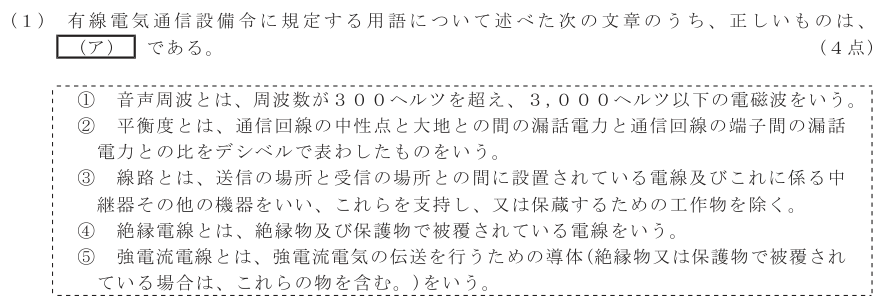 (1) 有線電気通信設備令に規定する用語について述べた次の文章のうち、正しいものは、
(ア) である。 (4点)
① 音声周波とは、周波数が300ヘルツを超え、3,000ヘルツ以下の電磁波をいう。
② 平衡度とは、通信回線の中性点と大地との間の漏話電力と通信回線の端子間の漏話
電力との比をデシベルで表わしたものをいう。
③ 線路とは、送信の場所と受信の場所との間に設置されている電線及びこれに係る中
継器その他の機器をいい、これらを支持し、又は保蔵するための工作物を除く。
④ 絶縁電線とは、絶縁物及び保護物で被覆されている電線をいう。
⑤ 強電流電線とは、強電流電気の伝送を行うための導体(絶縁物又は保護物で被覆され
ている場合は、これらの物を含む。)をいう。